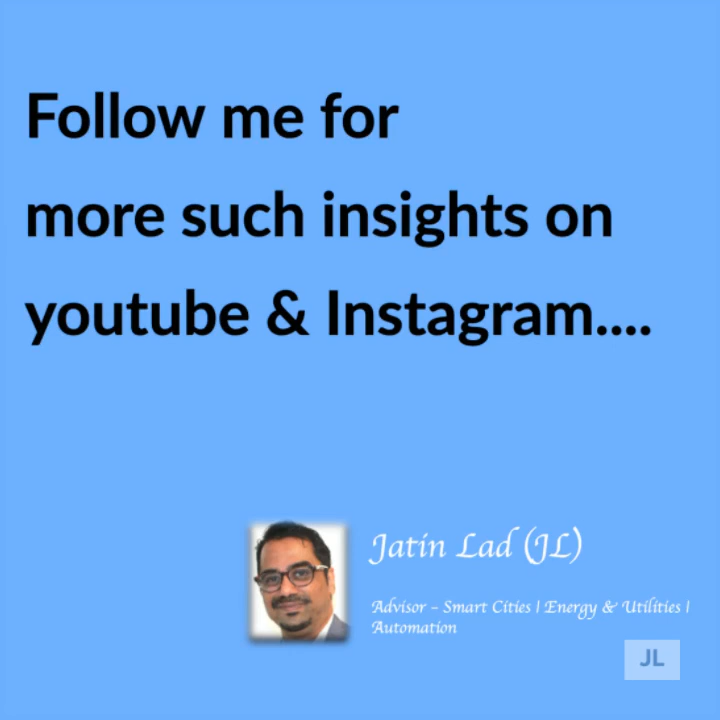 Follow me for
more such insights on
youtube & Instagram....
Jatin Lad (JL)
Advisor – Smart Cities | Energy & Utilities |
Automation
JL